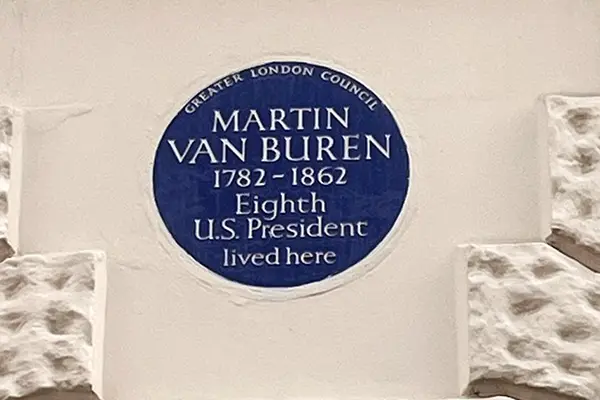 GREATER LONDON COUNCIL
MARTIN
VAN BUREN
1782-1862
Eighth
U.S. President
lived here